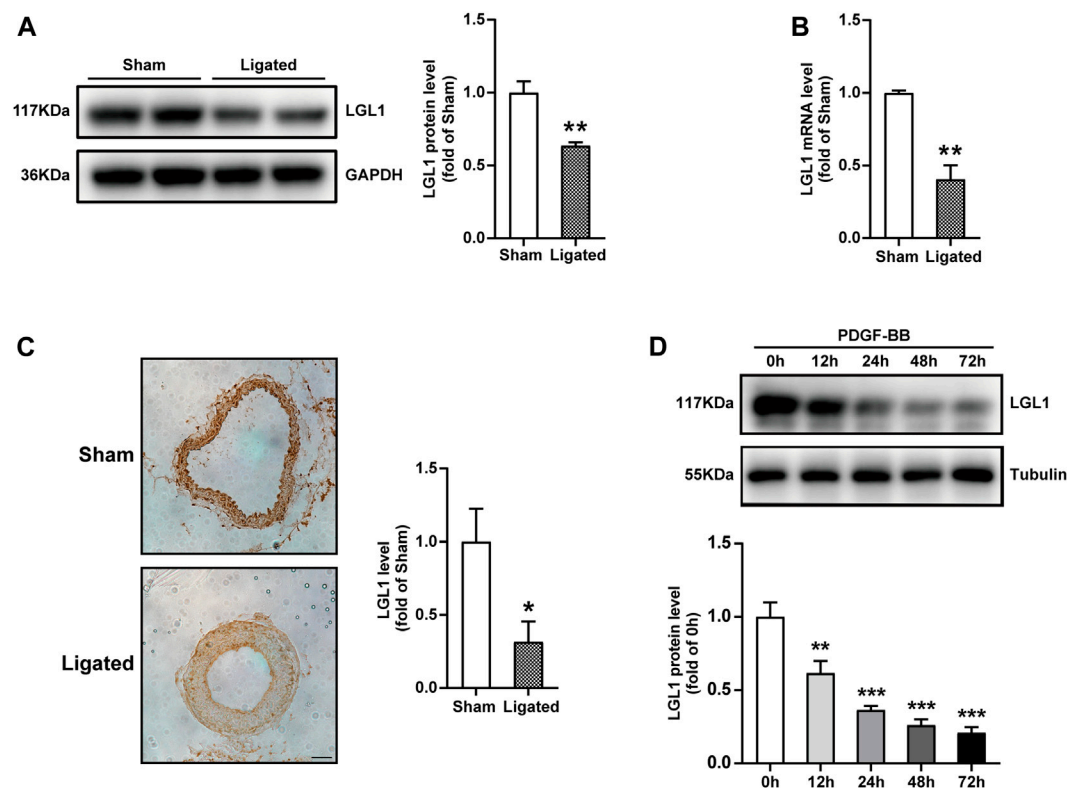 A
Sham Ligated
117KDa LGL1
36KDa GAPDH
LGL1 protein level
(fold of Sham)
1.5
1.0
0.5
0.0
**
Sham Ligated
B
LGL1 mRNA level
(fold of Sham)
1.5
1.0
0.5
0.0
**
Sham Ligated
C
Sham
Ligated
LGL1 level
(fold of Sham)
1.5
1.0
0.5
0.0
*
Sham Ligated
D
PDGF-BB
0h 12h 24h 48h 72h
117KDa LGL1
55KDa Tubulin
LGL1 protein level
(fold of 0h)
1.5
1.0
0.5
0.0
** *** *** ***
0h 12h 24h 48h 72h